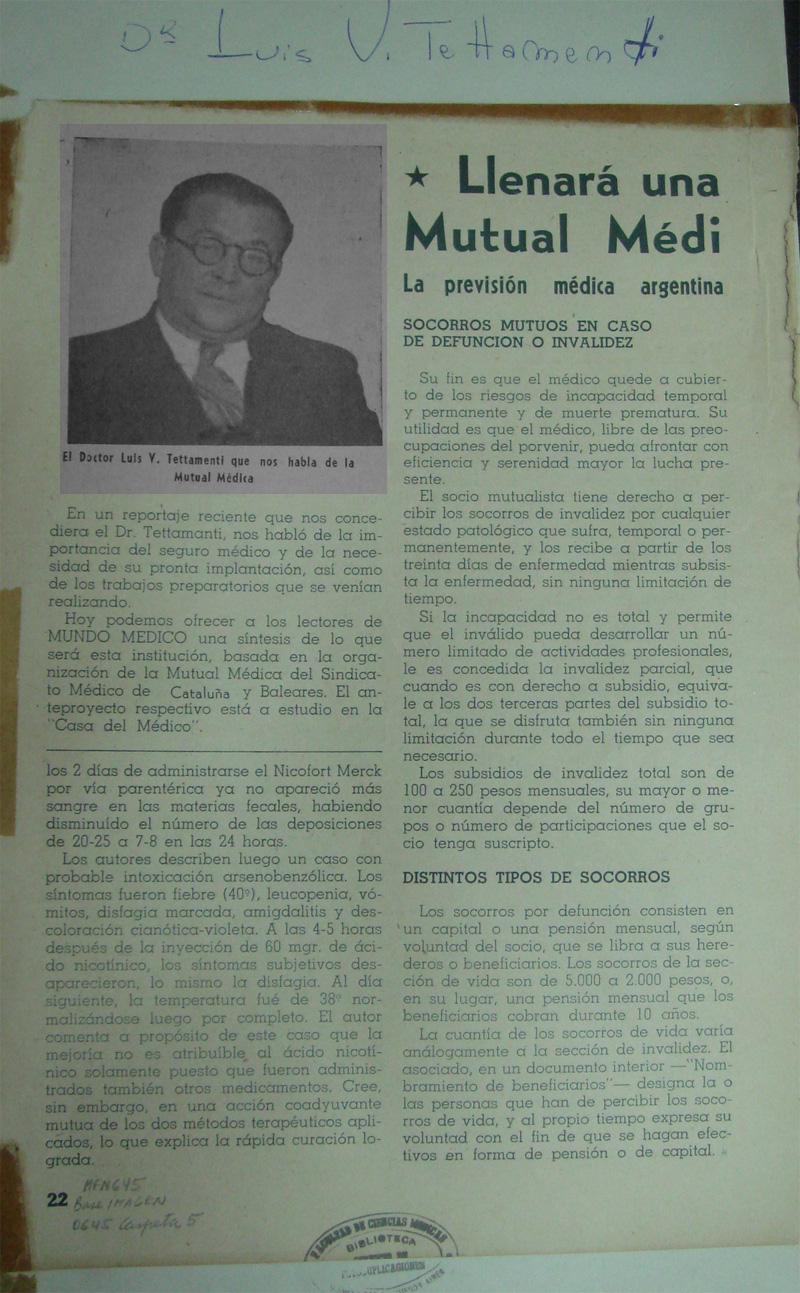 Dr Luis V. Tettamenti
El Doctor Luis V. Tettamenti que nos habla de la
Mutual Médica
En un reportaje reciente que nos conce-
diera el Dr. Tettamanti, nos habló de la im-
portancia del seguro médico y de la nece-
sidad de su pronta implantación, así como
de los trabajos preparatorios que se venían
realizando.
Hoy podemos ofrecer a los lectores de
MUNDO MEDICO una síntesis de lo que
será esta institución, basada en la orga-
nización de la Mutual Médica del Sindica-
to Médico de Cataluña y Baleares. El an-
teproyecto respectivo está a estudio en la
"Casa del Médico".
los 2 días de administrarse el Nicofort Merck
por vía parentérica ya no apareció más
sangre en las materias fecales, habiendo
disminuído el número de las deposiciones
de 20-25 a 7-8 en las 24 horas.
Los autores describen luego un caso con
probable intoxicación arsenobenzólica. Los
síntomas fueron fiebre (40º), leucopenia, vó-
mitos, disfagia marcada, amigdalitis y des-
coloración cianótica-violeta. A las 4-5 horas
después de la inyección de 60 mgr. de áci-
do nicotínico, los síntomas subjetivos des-
aparecieron, lo mismo la disfagia. Al día
siguiente, la temperatura fué de 38º nor-
malizándose luego por completo. El autor
comenta a propósito de este caso que la
mejoría no es atribuíble al ácido nicotí-
nico solamente puesto que fueron adminis-
trados también otros medicamentos. Cree,
sin embargo, en una acción coadyuvante
mutua de los dos métodos terapéuticos apli-
cados, lo que explica la rápida curación lo-
grada.
★ Llenará una
Mutual Médi
La previsión médica argentina
SOCORROS MUTUOS EN CASO
DE DEFUNCION O INVALIDEZ
Su fin es que el médico quede a cubier-
to de los riesgos de incapacidad temporal
y permanente y de muerte prematura. Su
utilidad es que el médico, libre de las preo-
cupaciones del porvenir, pueda afrontar con
eficiencia y serenidad mayor la lucha pre-
sente.
El socio mutualista tiene derecho a per-
cibir los socorros de invalidez por cualquier
estado patológico que sufra, temporal o per-
manentemente, y los recibe a partir de los
treinta días de enfermedad mientras subsis-
ta la enfermedad, sin ninguna limitación de
tiempo.
Si la incapacidad no es total y permite
que el inválido pueda desarrollar un nú-
mero limitado de actividades profesionales,
le es concedida la invalidez parcial, que
cuando es con derecho a subsidio, equiva-
le a los dos terceras partes del subsidio to-
tal, la que se disfruta también sin ninguna
limitación durante todo el tiempo que sea
necesario.
Los subsidios de invalidez total son de
100 a 250 pesos mensuales, su mayor o me-
nor cuantía depende del número de gru-
pos o número de participaciones que el so-
cio tenga suscripto.
DISTINTOS TIPOS DE SOCORROS
Los socorros por defunción consisten en
un capital o una pensión mensual, según
voluntad del socio, que se libra a sus here-
deros o beneficiarios. Los socorros de la sec-
ción de vida son de 5.000 a 2.000 pesos, o,
en su lugar, una pensión mensual que los
beneficiarios cobran durante 10 años.
La cuantía de los socorros de vida varía
análogamente a la sección de invalidez. El
asociado, en un documento interior —"Nom-
bramiento de beneficiarios"— designa la o
las personas que han de percibir los soco-
rros de vida, y al propio tiempo expresa su
voluntad con el fin de que se hagan efec-
tivos en forma de pensión o de capital.
22
MFN 645
Base IMAGEN
0645 Carpeta 5
FACULTAD DE CIENCIAS MEDICAS
BIBLIOTECA